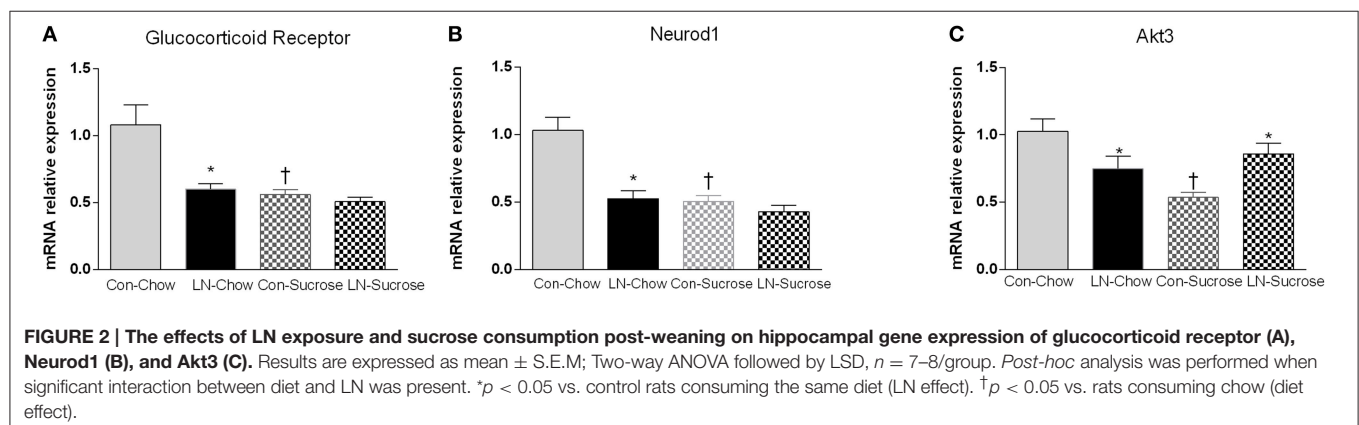 A Glucocorticoid Receptor
mRNA relative expression
1.5
1.0
0.5
0.0
*
†
Con-Chow LN-Chow Con-Sucrose LN-Sucrose
B Neurod1
mRNA relative expression
1.5
1.0
0.5
0.0
*
†
Con-Chow LN-Chow Con-Sucrose LN-Sucrose
C Akt3
mRNA relative expression
1.5
1.0
0.5
0.0
*
†
*
Con-Chow LN-Chow Con-Sucrose LN-Sucrose
FIGURE 2 | The effects of LN exposure and sucrose consumption post-weaning on hippocampal gene expression of glucocorticoid receptor (A),
Neurod1 (B), and Akt3 (C). Results are expressed as mean ± S.E.M; Two-way ANOVA followed by LSD, n = 7–8/group. Post-hoc analysis was performed when
significant interaction between diet and LN was present. *p < 0.05 vs. control rats consuming the same diet (LN effect). †p < 0.05 vs. rats consuming chow (diet
effect).